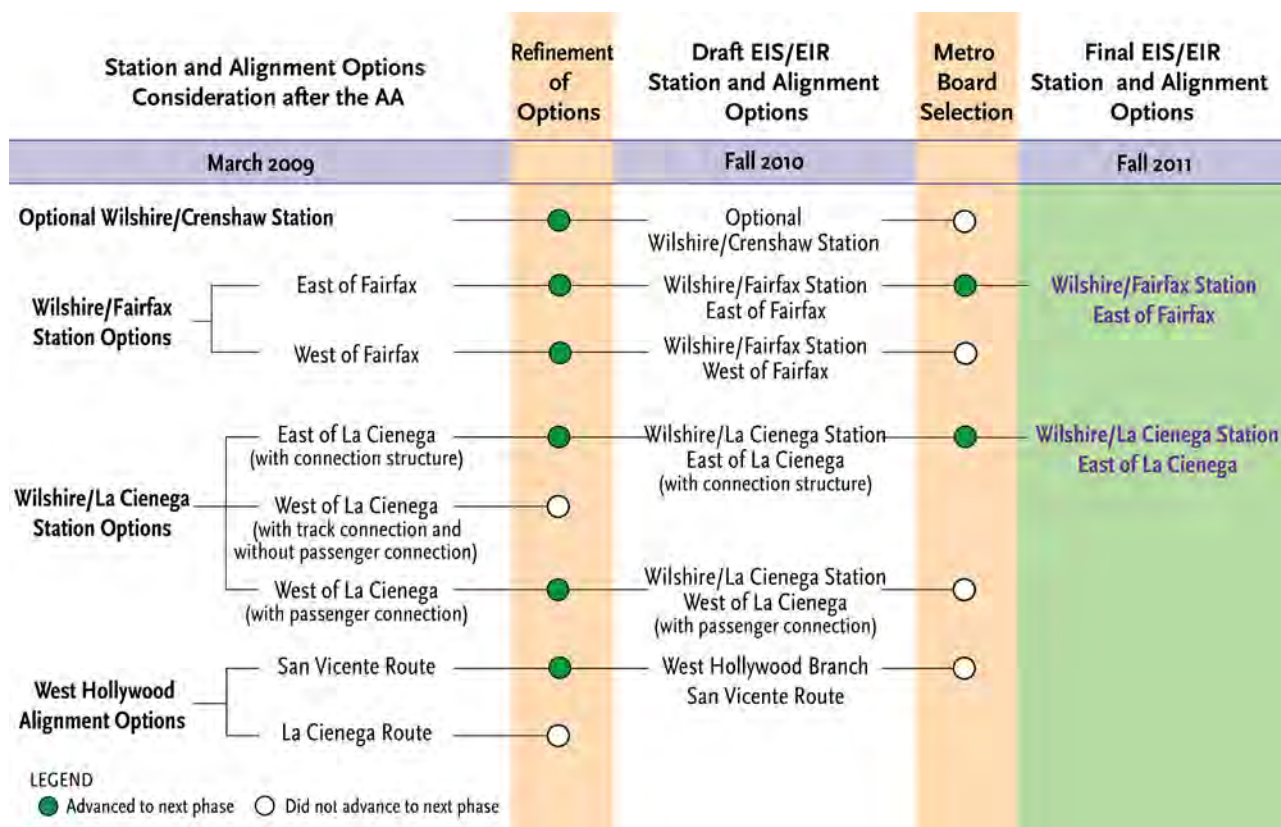 Station and Alignment Options
Consideration after the AA
Refinement
of
Options
Draft EIS/EIR
Station and Alignment
Options
Metro
Board
Selection
Final EIS/EIR
Station and Alignment
Options
March 2009
Fall 2010
Fall 2011
Optional Wilshire/Crenshaw Station
Optional
Wilshire/Crenshaw Station
Wilshire/Fairfax
Station Options
East of Fairfax
Wilshire/Fairfax Station
East of Fairfax
Wilshire/Fairfax Station
East of Fairfax
West of Fairfax
Wilshire/Fairfax Station
West of Fairfax
Wilshire/La Cienega
Station Options
East of La Cienega
(with connection structure)
Wilshire/La Cienega Station
East of La Cienega
(with connection structure)
Wilshire/La Cienega Station
East of La Cienega
West of La Cienega
(with track connection and
without passenger connection)
West of La Cienega
(with passenger connection)
Wilshire/La Cienega Station
West of La Cienega
(with passenger connection)
West Hollywood
Alignment Options
San Vicente Route
West Hollywood Branch
San Vicente Route
La Cienega Route
LEGEND
Advanced to next phase
Did not advance to next phase